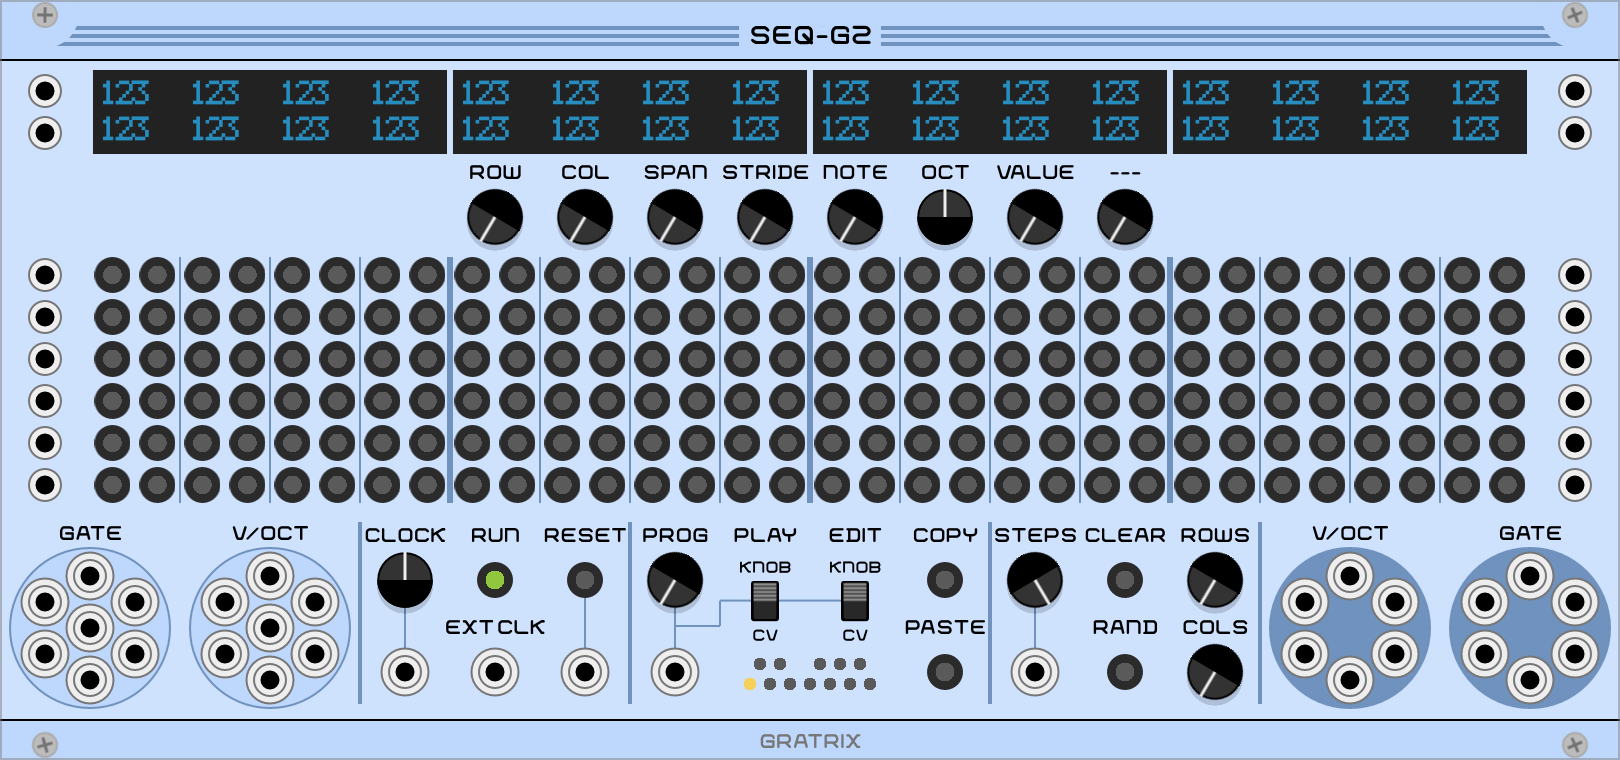 SEQ-G2
123 123 123 123 123 123 123 123 123 123 123 123 123 123 123 123
123 123 123 123 123 123 123 123 123 123 123 123 123 123 123 123
ROW COL SPAN STRIDE NOTE OCT VALUE ---
GATE V/OCT CLOCK RUN RESET PROG PLAY EDIT COPY STEPS CLEAR ROWS V/OCT GATE
KNOB KNOB
EXT CLK CV CV PASTE RAND COLS
GRATRIX